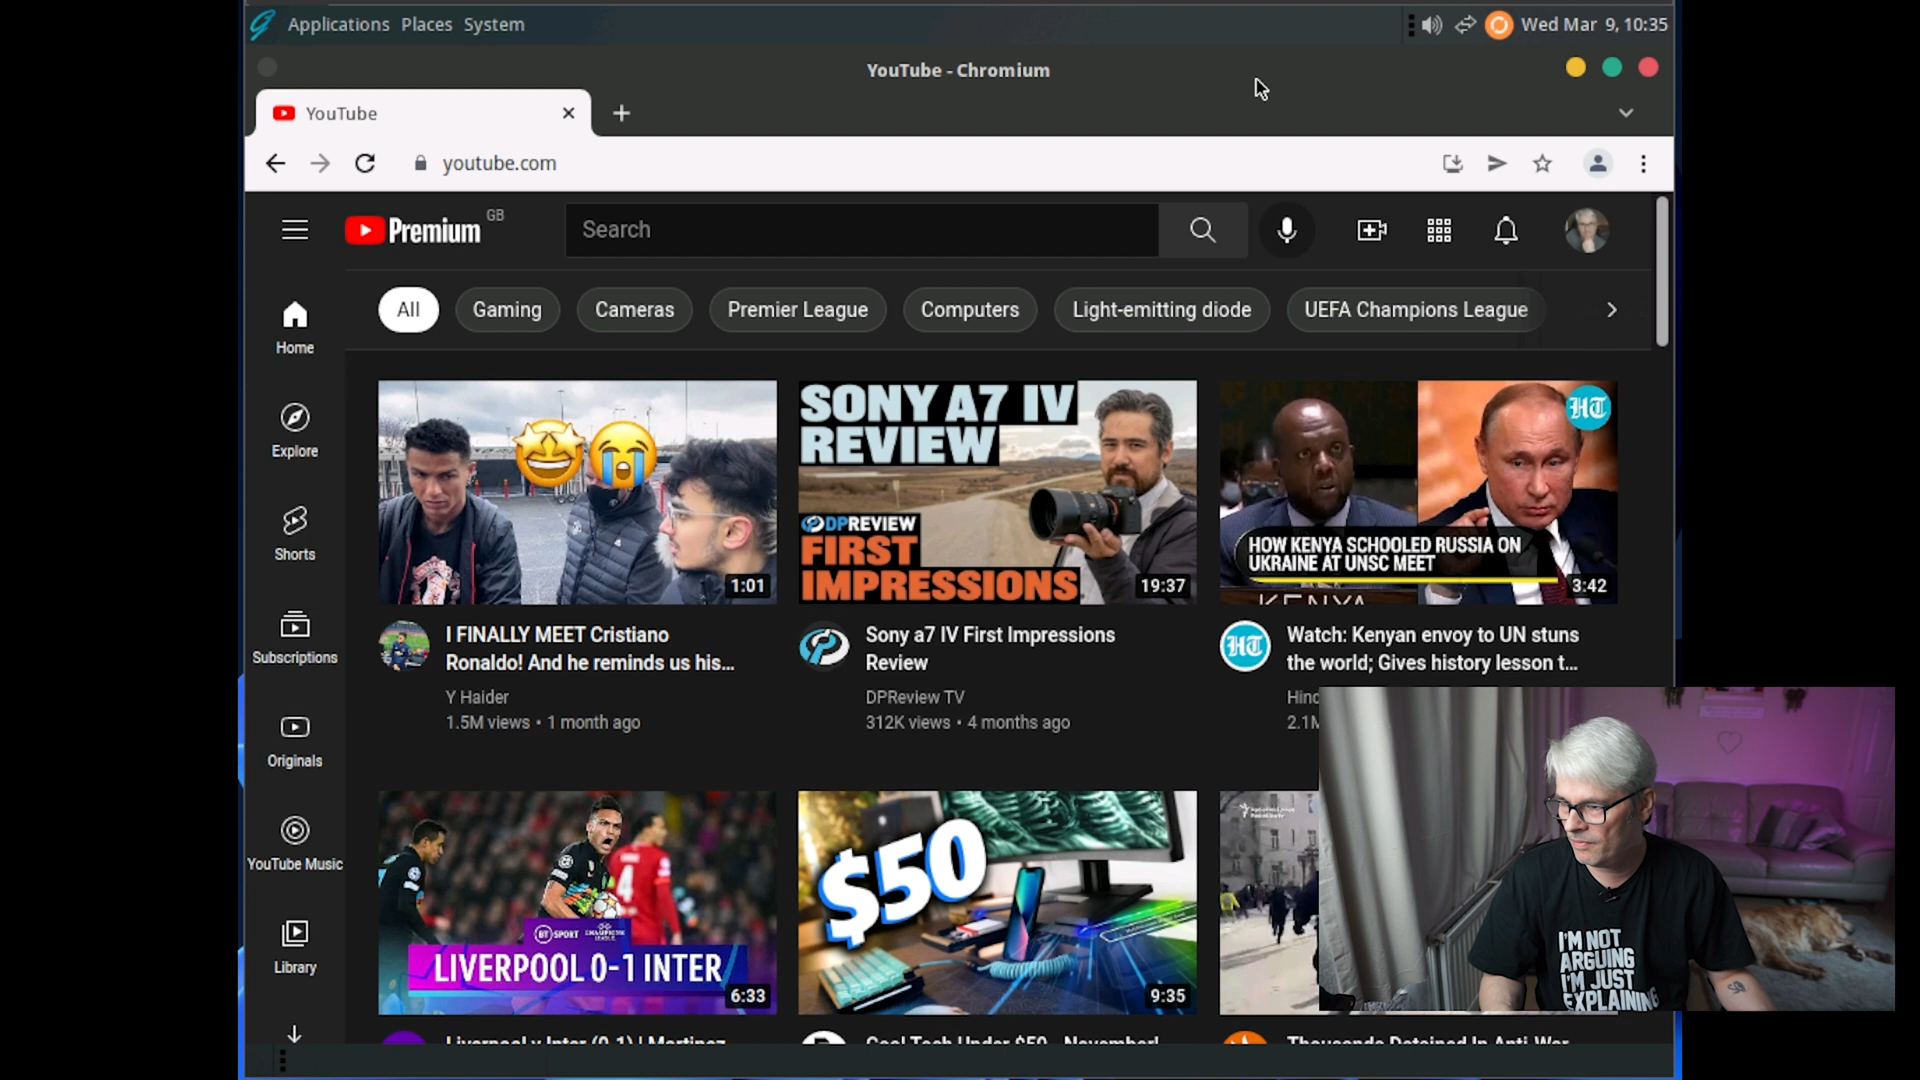 Applications Places System
Wed Mar 9, 10:35
YouTube - Chromium
YouTube
youtube.com
Premium GB
Search
All
Gaming
Cameras
Premier League
Computers
Light-emitting diode
UEFA Champions League
Home
Explore
Shorts
Subscriptions
Originals
YouTube Music
Library
1:01
I FINALLY MEET Cristiano
Ronaldo! And he reminds us his...
Y Haider
1.5M views • 1 month ago
SONY A7 IV
REVIEW
DPREVIEW
FIRST
IMPRESSIONS
19:37
Sony a7 IV First Impressions
Review
DPReview TV
312K views • 4 months ago
HT
HOW KENYA SCHOOLED RUSSIA ON
UKRAINE AT UNSC MEET
KENYA
3:42
HT
Watch: Kenyan envoy to UN stuns
the world; Gives history lesson t...
Hind
2.1M
4
BT SPORT
CHAMPIONS
LEAGUE
LIVERPOOL 0-1 INTER
6:33
Liverpool v Inter (0-1) | Martinez
$50
9:35
Cool Tech Under $50 - November!
Thousands Detained In Anti-War
I'M NOT
ARGUING
I'M JUST
EXPLAINING